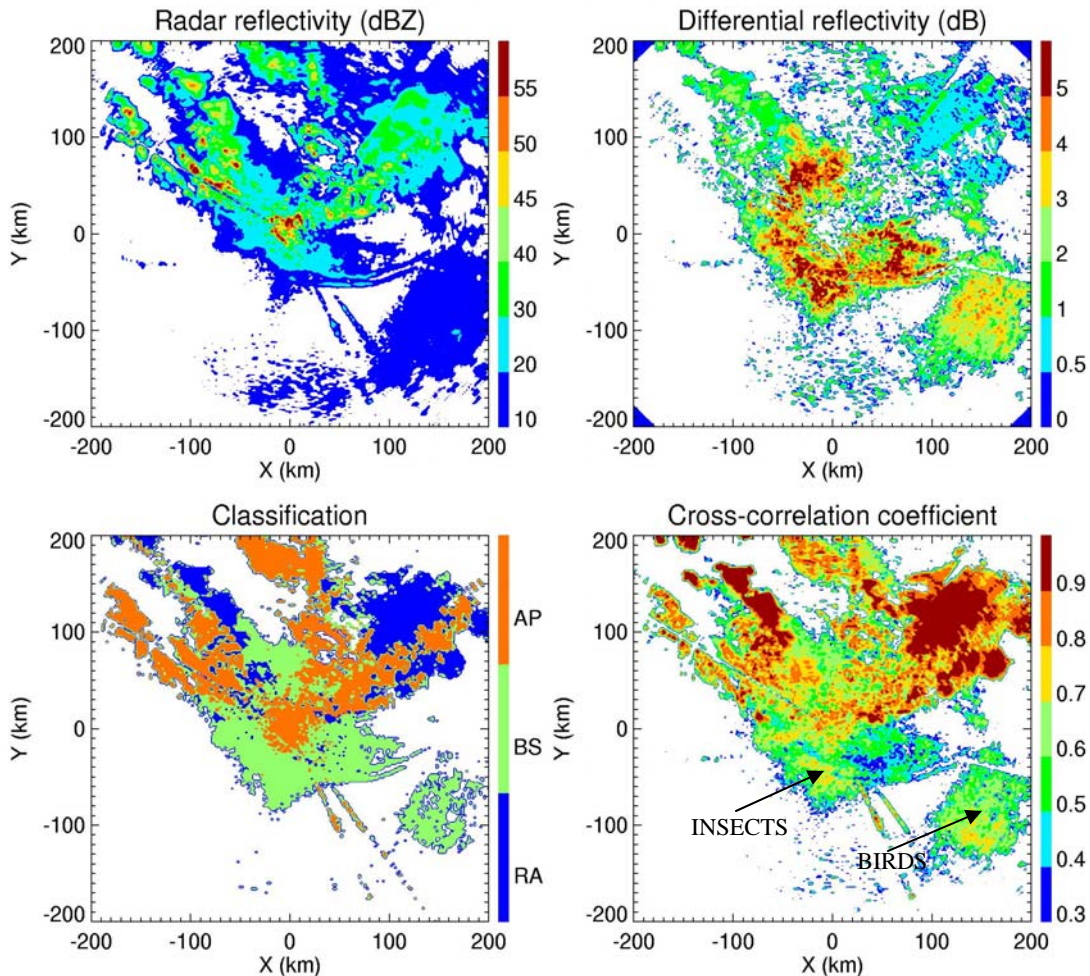 Radar reflectivity (dBZ)
Differential reflectivity (dB)
200
100
0
-100
-200
Y (km)
-200 -100 0 100 200
X (km)
55
50
45
40
30
20
10
200
100
0
-100
-200
Y (km)
-200 -100 0 100 200
X (km)
5
4
3
2
1
0.5
0
Classification
Cross-correlation coefficient
200
100
0
-100
-200
Y (km)
-200 -100 0 100 200
X (km)
AP
BS
RA
200
100
0
-100
-200
Y (km)
INSECTS
BIRDS
-200 -100 0 100 200
X (km)
0.9
0.8
0.7
0.6
0.5
0.4
0.3